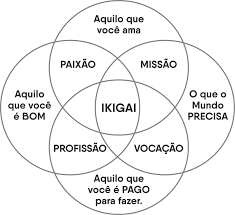 Aquilo que
você ama
PAIXÃO
MISSÃO
Aquilo
que você
é BOM
IKIGAI
O que o
Mundo
PRECISA
PROFISSÃO
VOCAÇÃO
Aquilo que
você é PAGO
para fazer.